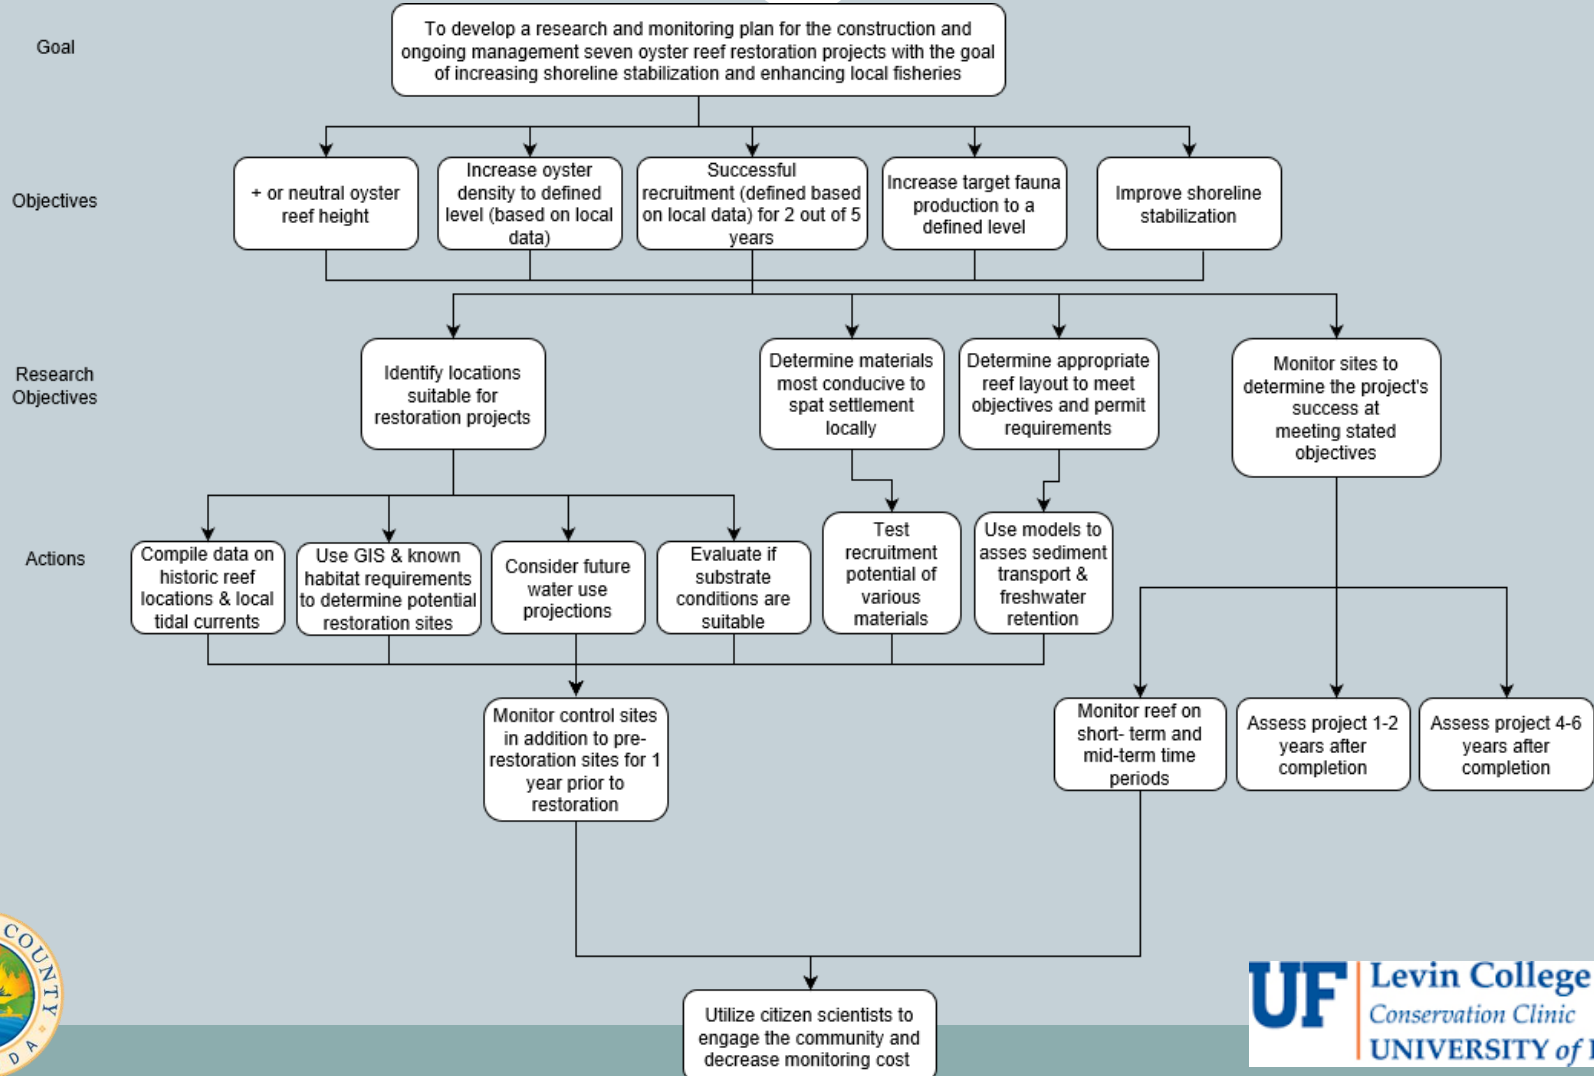 Goal
To develop a research and monitoring plan for the construction and
ongoing management seven oyster reef restoration projects with the goal
of increasing shoreline stabilization and enhancing local fisheries
Objectives
+ or neutral oyster
reef height
Increase oyster
density to defined
level (based on local
data)
Successful
recruitment (defined based
on local data) for 2 out of 5
years
Increase target fauna
production to a
defined level
Improve shoreline
stabilization
Research
Objectives
Identify locations
suitable for
restoration projects
Determine materials
most conducive to
spat settlement
locally
Determine appropriate
reef layout to meet
objectives and permit
requirements
Monitor sites to
determine the project's
success at
meeting stated
objectives
Actions
Compile data on
historic reef
locations & local
tidal currents
Use GIS & known
habitat requirements
to determine potential
restoration sites
Consider future
water use
projections
Evaluate if
substrate
conditions are
suitable
Test
recruitment
potential of
various
materials
Use models to
asses sediment
transport &
freshwater
retention
Monitor control sites
in addition to pre-
restoration sites for 1
year prior to
restoration
Monitor reef on
short- term and
mid-term time
periods
Assess project 1-2
years after
completion
Assess project 4-6
years after
completion
Utilize citizen scientists to
engage the community and
decrease monitoring cost
COUNTY
UF
Levin College
Conservation Clinic
UNIVERSITY of